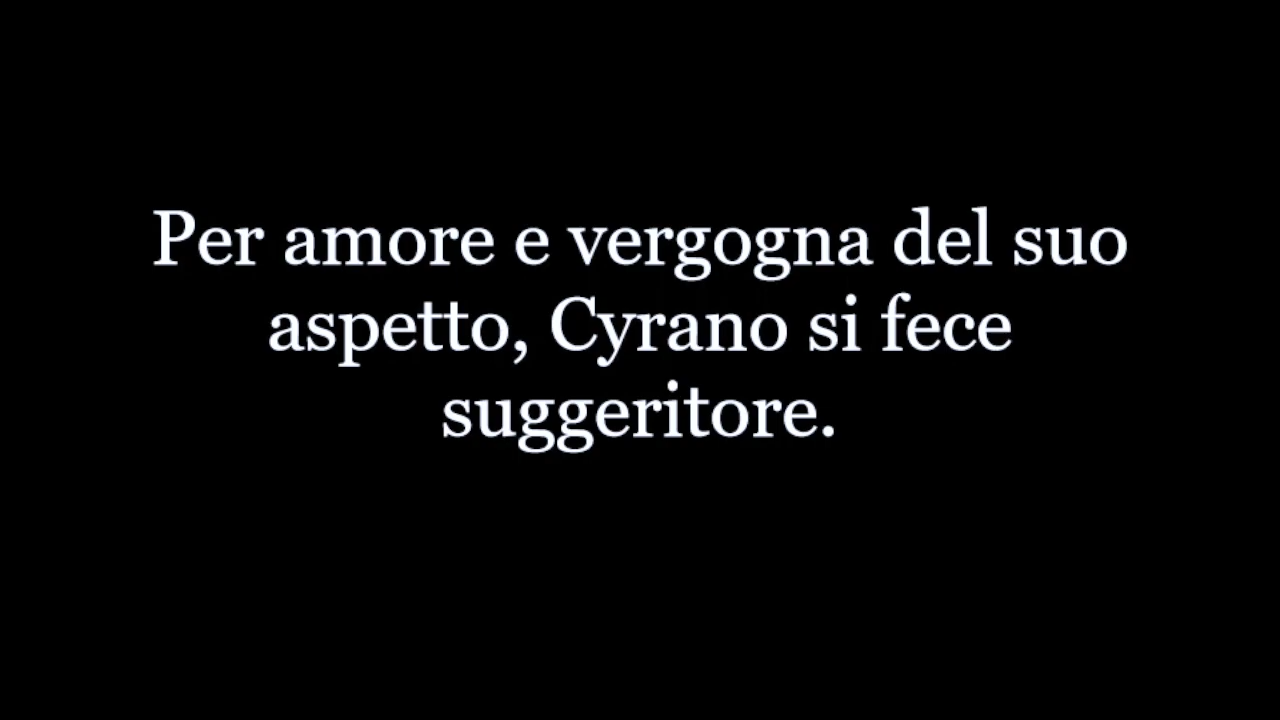 Per amore e vergogna del suo
aspetto, Cyrano si fece
suggeritore.